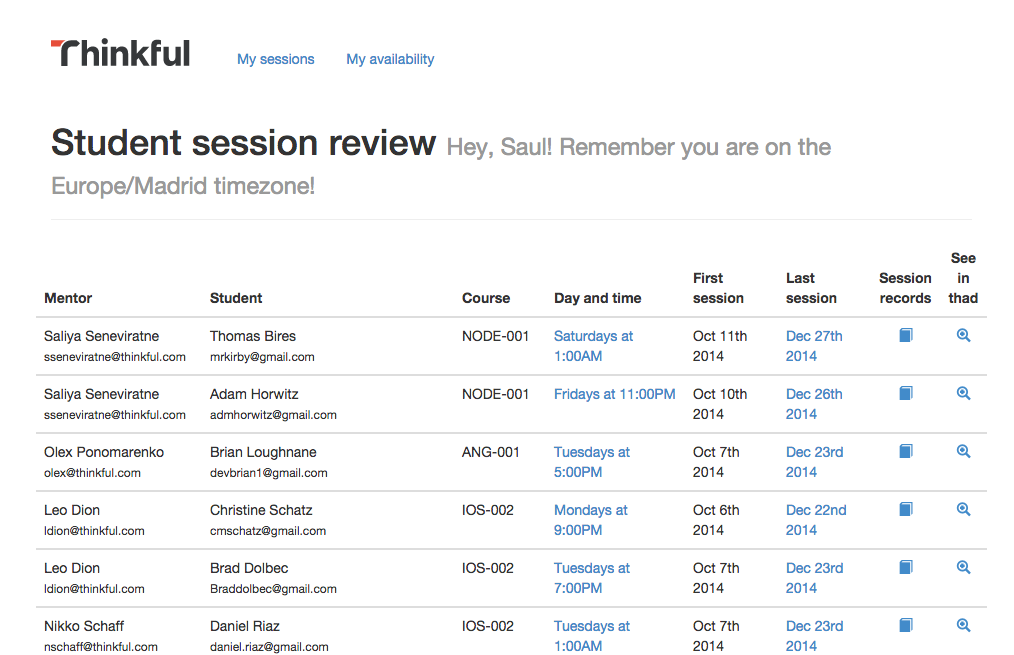 Thinkful My sessions My availability
Student session review Hey, Saul! Remember you are on the
Europe/Madrid timezone!
Mentor Student Course Day and time First session Last session Session records See in thad
Saliya Seneviratne Thomas Bires NODE-001 Saturdays at Oct 11th Dec 27th
sseneviratne@thinkful.com mrkirby@gmail.com 1:00AM 2014 2014
Saliya Seneviratne Adam Horwitz NODE-001 Fridays at 11:00PM Oct 10th Dec 26th
sseneviratne@thinkful.com admhorwitz@gmail.com 2014 2014
Olex Ponomarenko Brian Loughnane ANG-001 Tuesdays at Oct 7th Dec 23rd
olex@thinkful.com devbrian1@gmail.com 5:00PM 2014 2014
Leo Dion Christine Schatz IOS-002 Mondays at Oct 6th Dec 22nd
ldion@thinkful.com cmschatz@gmail.com 9:00PM 2014 2014
Leo Dion Brad Dolbec IOS-002 Tuesdays at Oct 7th Dec 23rd
ldion@thinkful.com Braddolbec@gmail.com 7:00PM 2014 2014
Nikko Schaff Daniel Riaz IOS-002 Tuesdays at Oct 7th Dec 23rd
nschaff@thinkful.com daniel.riaz@gmail.com 1:00AM 2014 2014